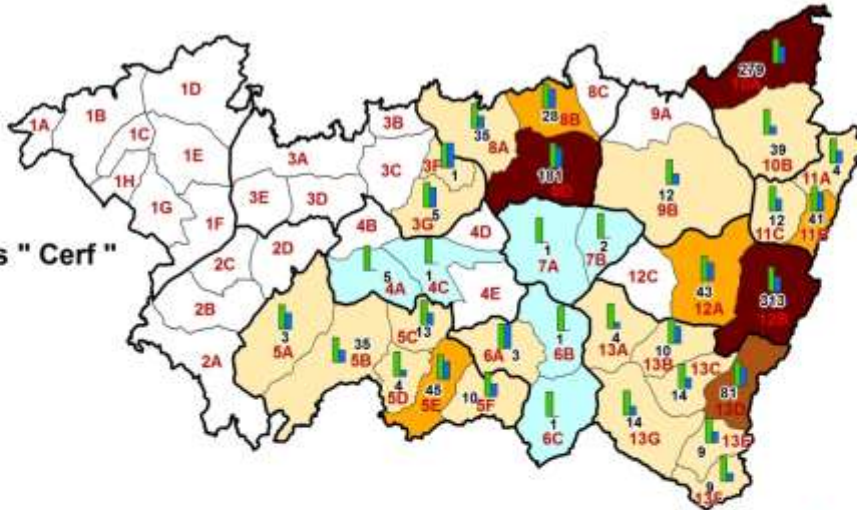 s " Cerf "
1A
1B
1C
1D
1E
1F
1G
1H
2A
2B
2C
2D
3A
3B
3C
3D
3E
3F
1
3G
5
4A
5
4B
4C
1
4D
4E
5A
3
5B
35
5C
13
5D
4
5E
45
5F
10
6A
3
6B
1
6C
1
7A
1
7B
2
8A
35
8B
28
8C
181
9A
9B
12
279
10B
39
11A
4
11B
41
11C
12
12A
43
313
12C
13A
4
13B
10
13C
14
13D
81
13E
9
13F
9
13G
14